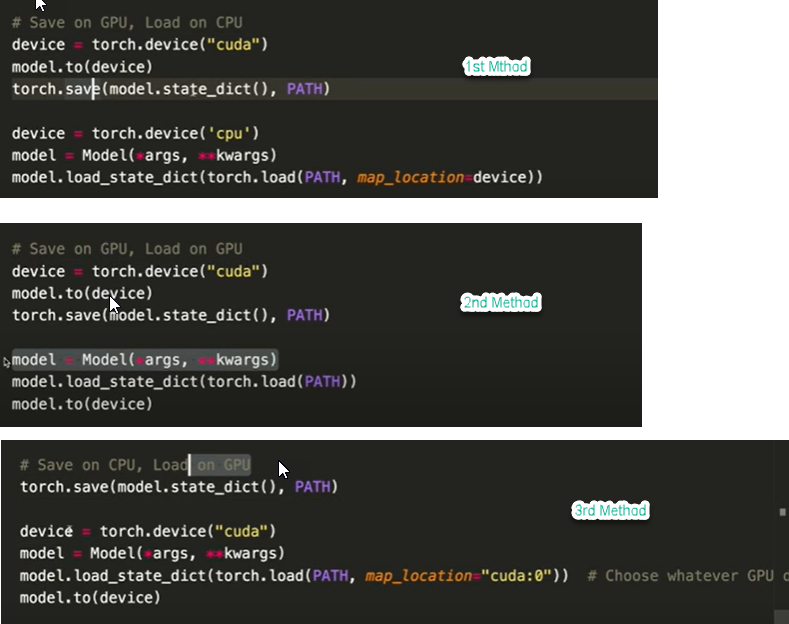 # Save on GPU, Load on CPU
device = torch.device("cuda")
model.to(device)
1st Mthod
torch.save(model.state_dict(), PATH)
device = torch.device('cpu')
model = Model(*args, **kwargs)
model.load_state_dict(torch.load(PATH, map_location=device))
# Save on GPU, Load on GPU
device = torch.device("cuda")
model.to(device)
2nd Method
torch.save(model.state_dict(), PATH)
model = Model(*args, **kwargs)
model.load_state_dict(torch.load(PATH))
model.to(device)
# Save on CPU, Load on GPU
torch.save(model.state_dict(), PATH)
3rd Method
device = torch.device("cuda")
model = Model(*args, **kwargs)
model.load_state_dict(torch.load(PATH, map_location="cuda:0")) # Choose whatever GPU
model.to(device)